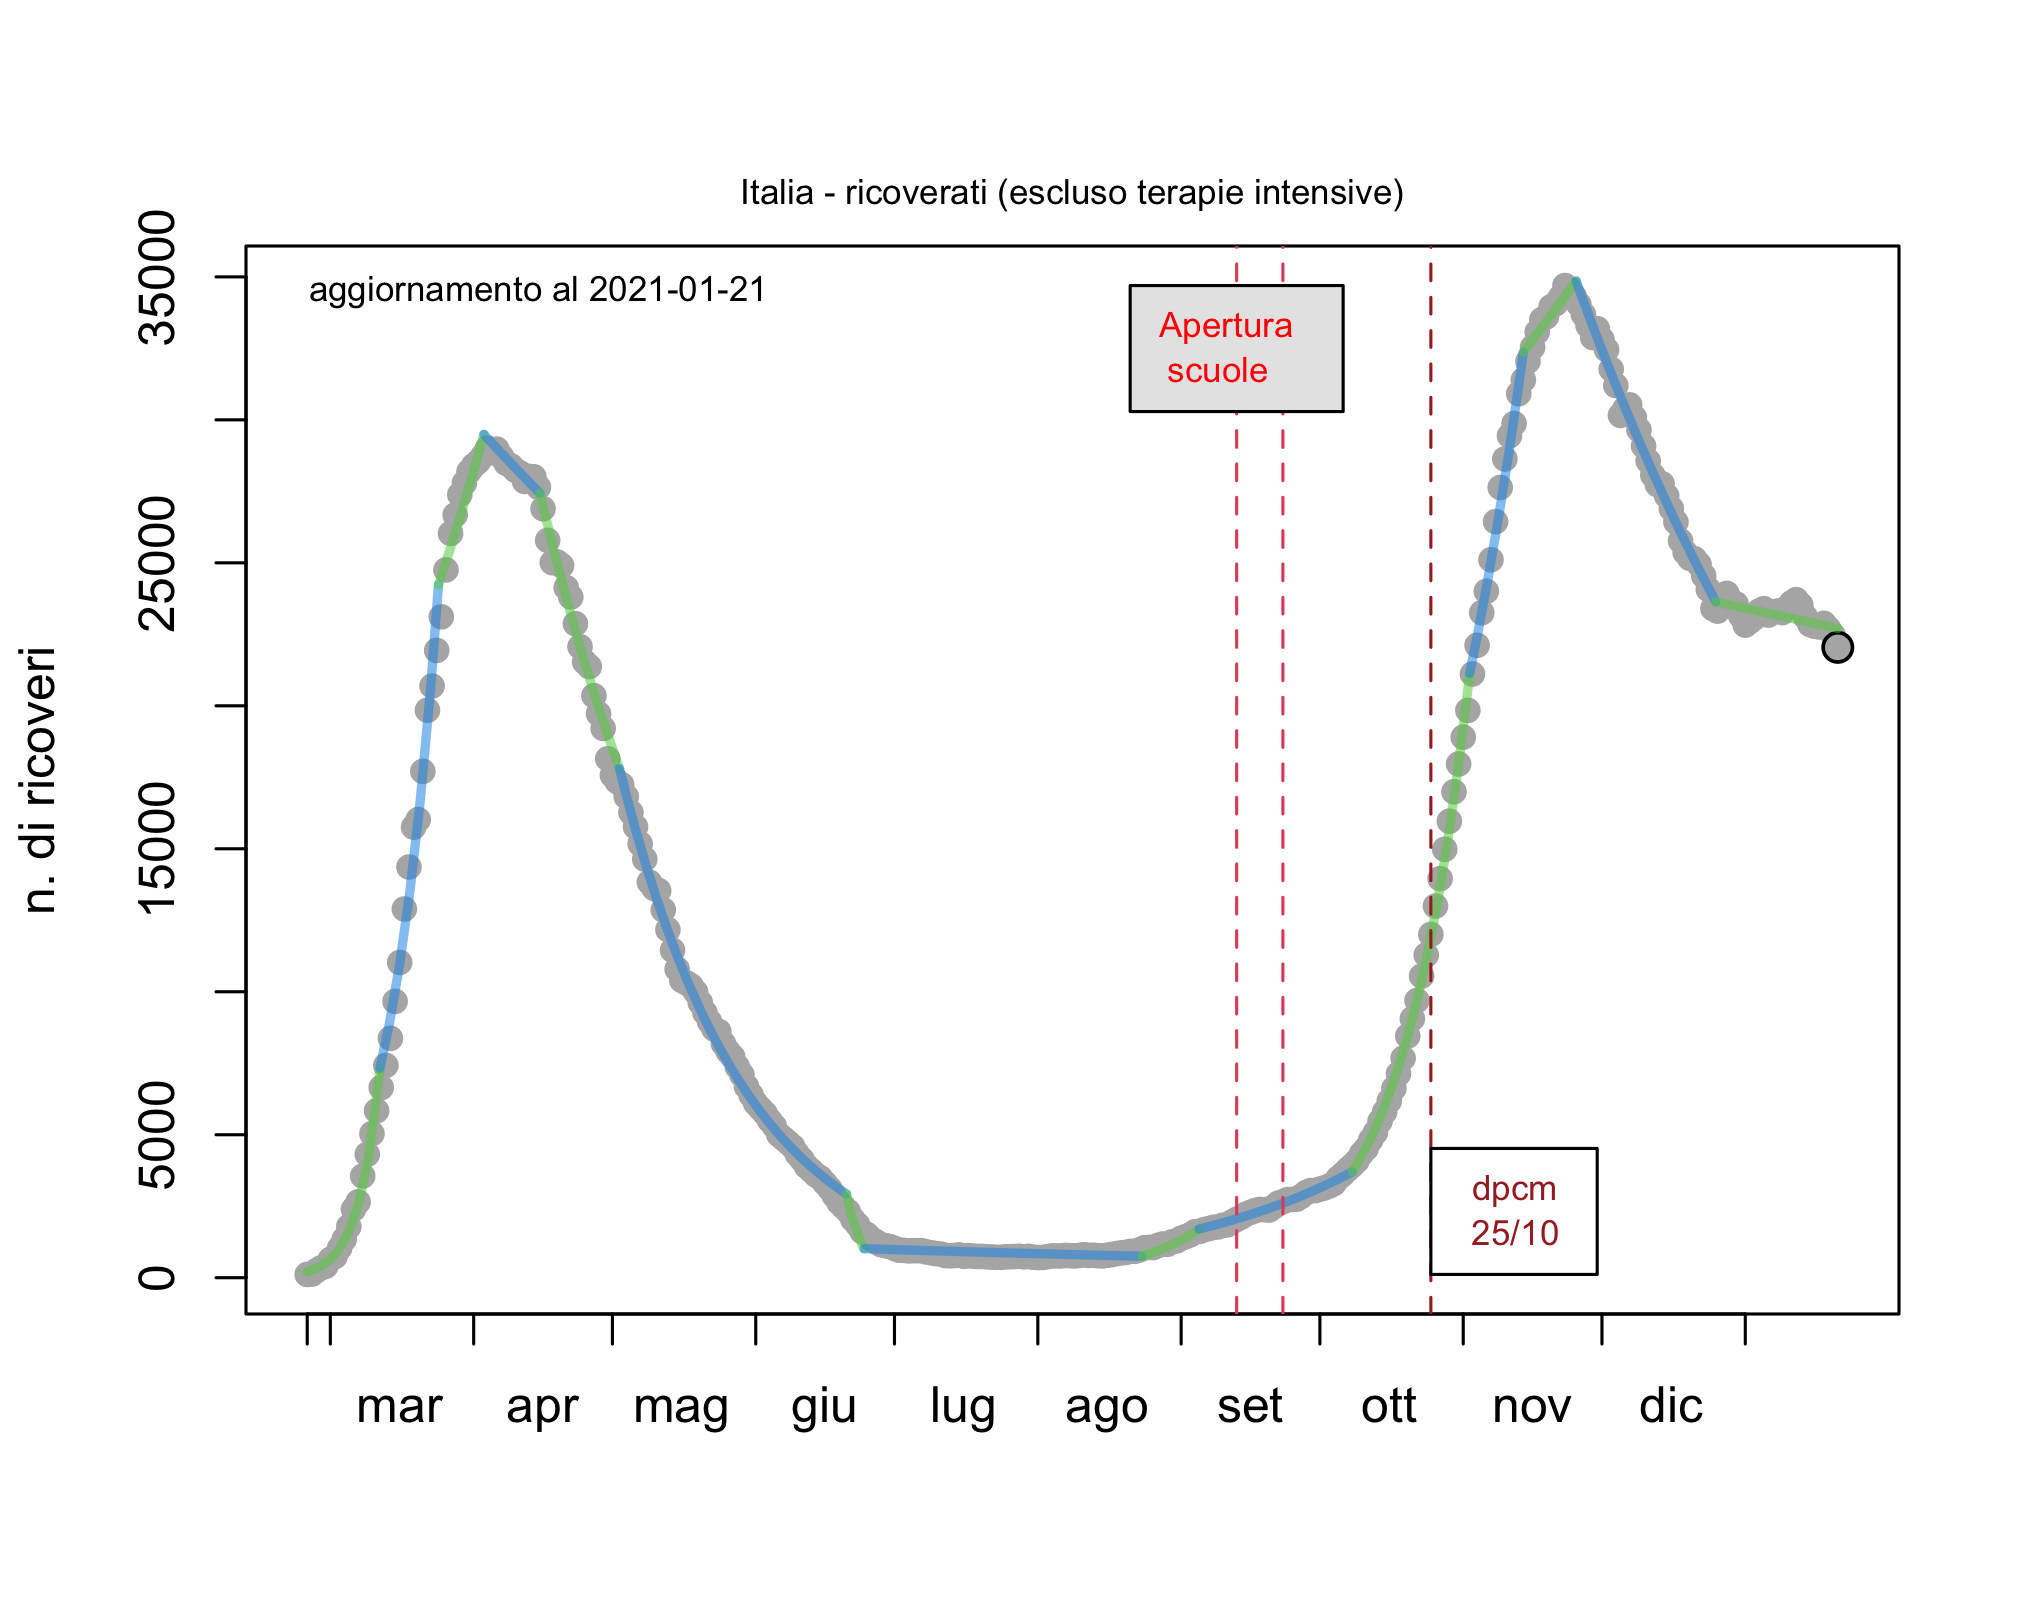 Italia - ricoverati (escluso terapie intensive)
aggiornamento al 2021-01-21
Apertura
scuole
dpcm
25/10
n. di ricoveri
35000
25000
15000
5000
0
mar apr mag giu lug ago set ott nov dic